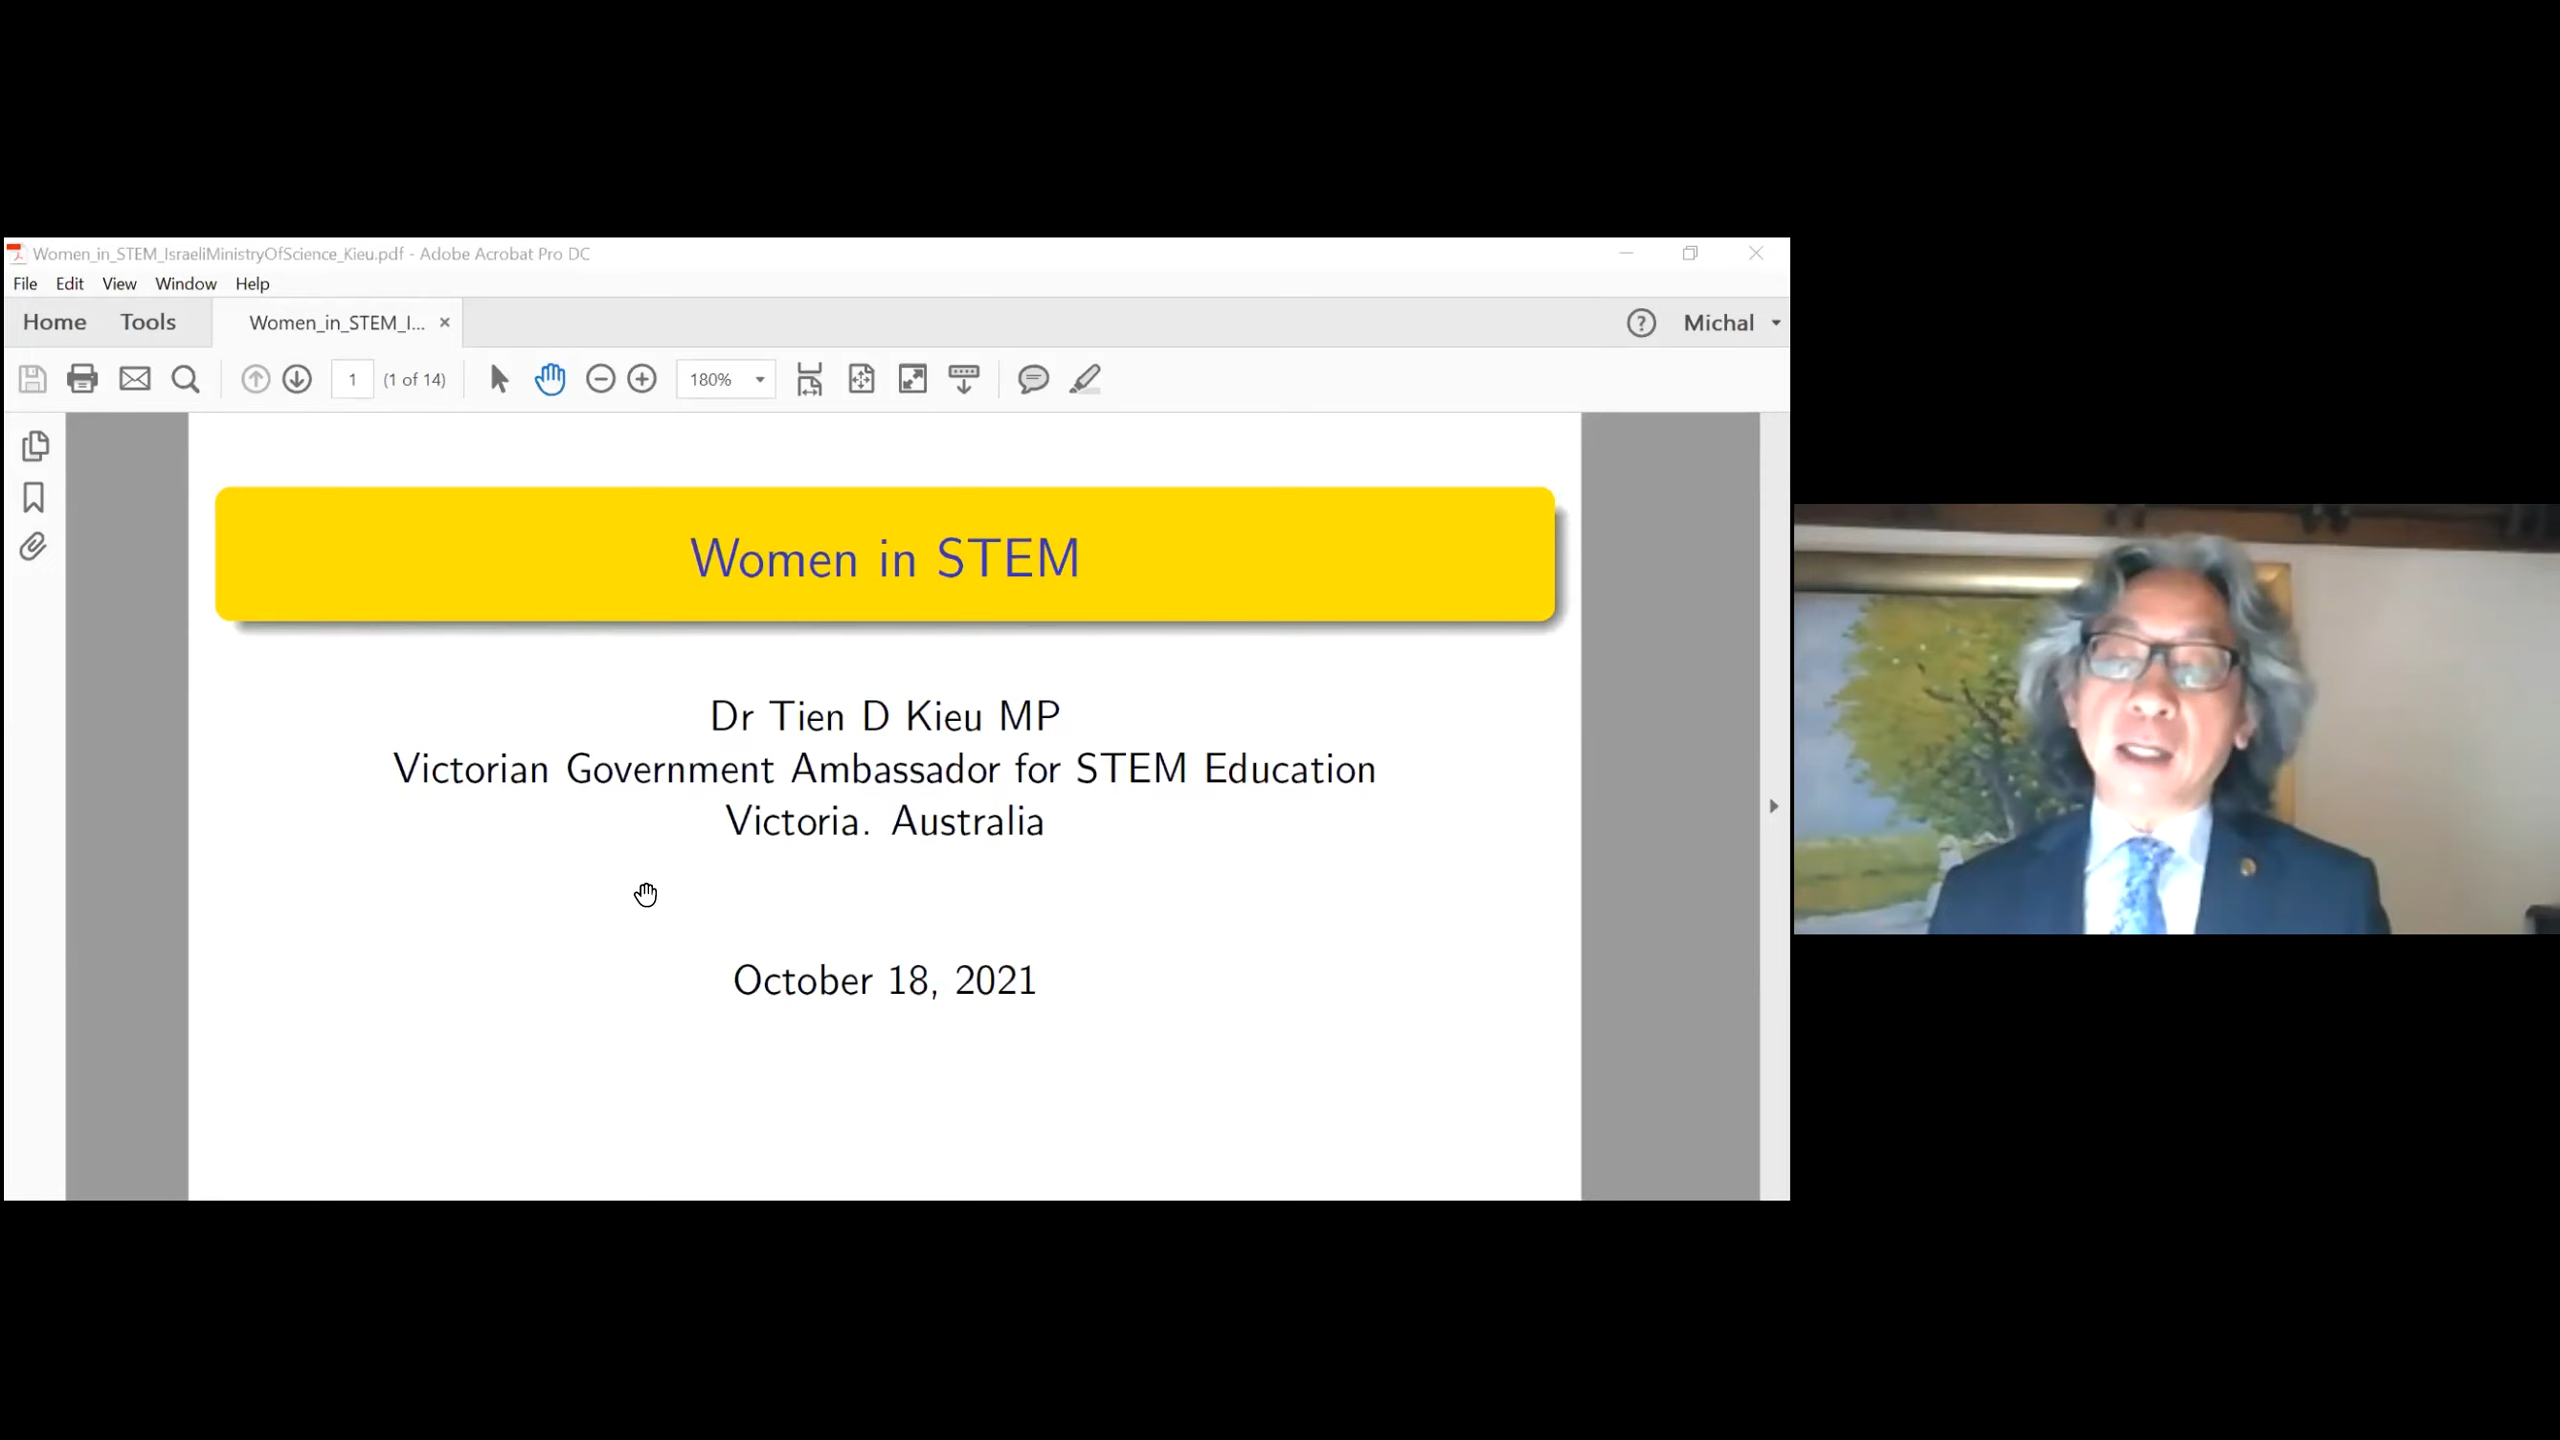 Women_in_STEM_IsraeliMinistryOfScience_Kieu.pdf - Adobe Acrobat Pro DC
File Edit View Window Help
Home Tools Women_in_STEM_I... × ? Michal
1 (1 of 14) 180%
Women in STEM
Dr Tien D Kieu MP
Victorian Government Ambassador for STEM Education
Victoria. Australia
October 18, 2021